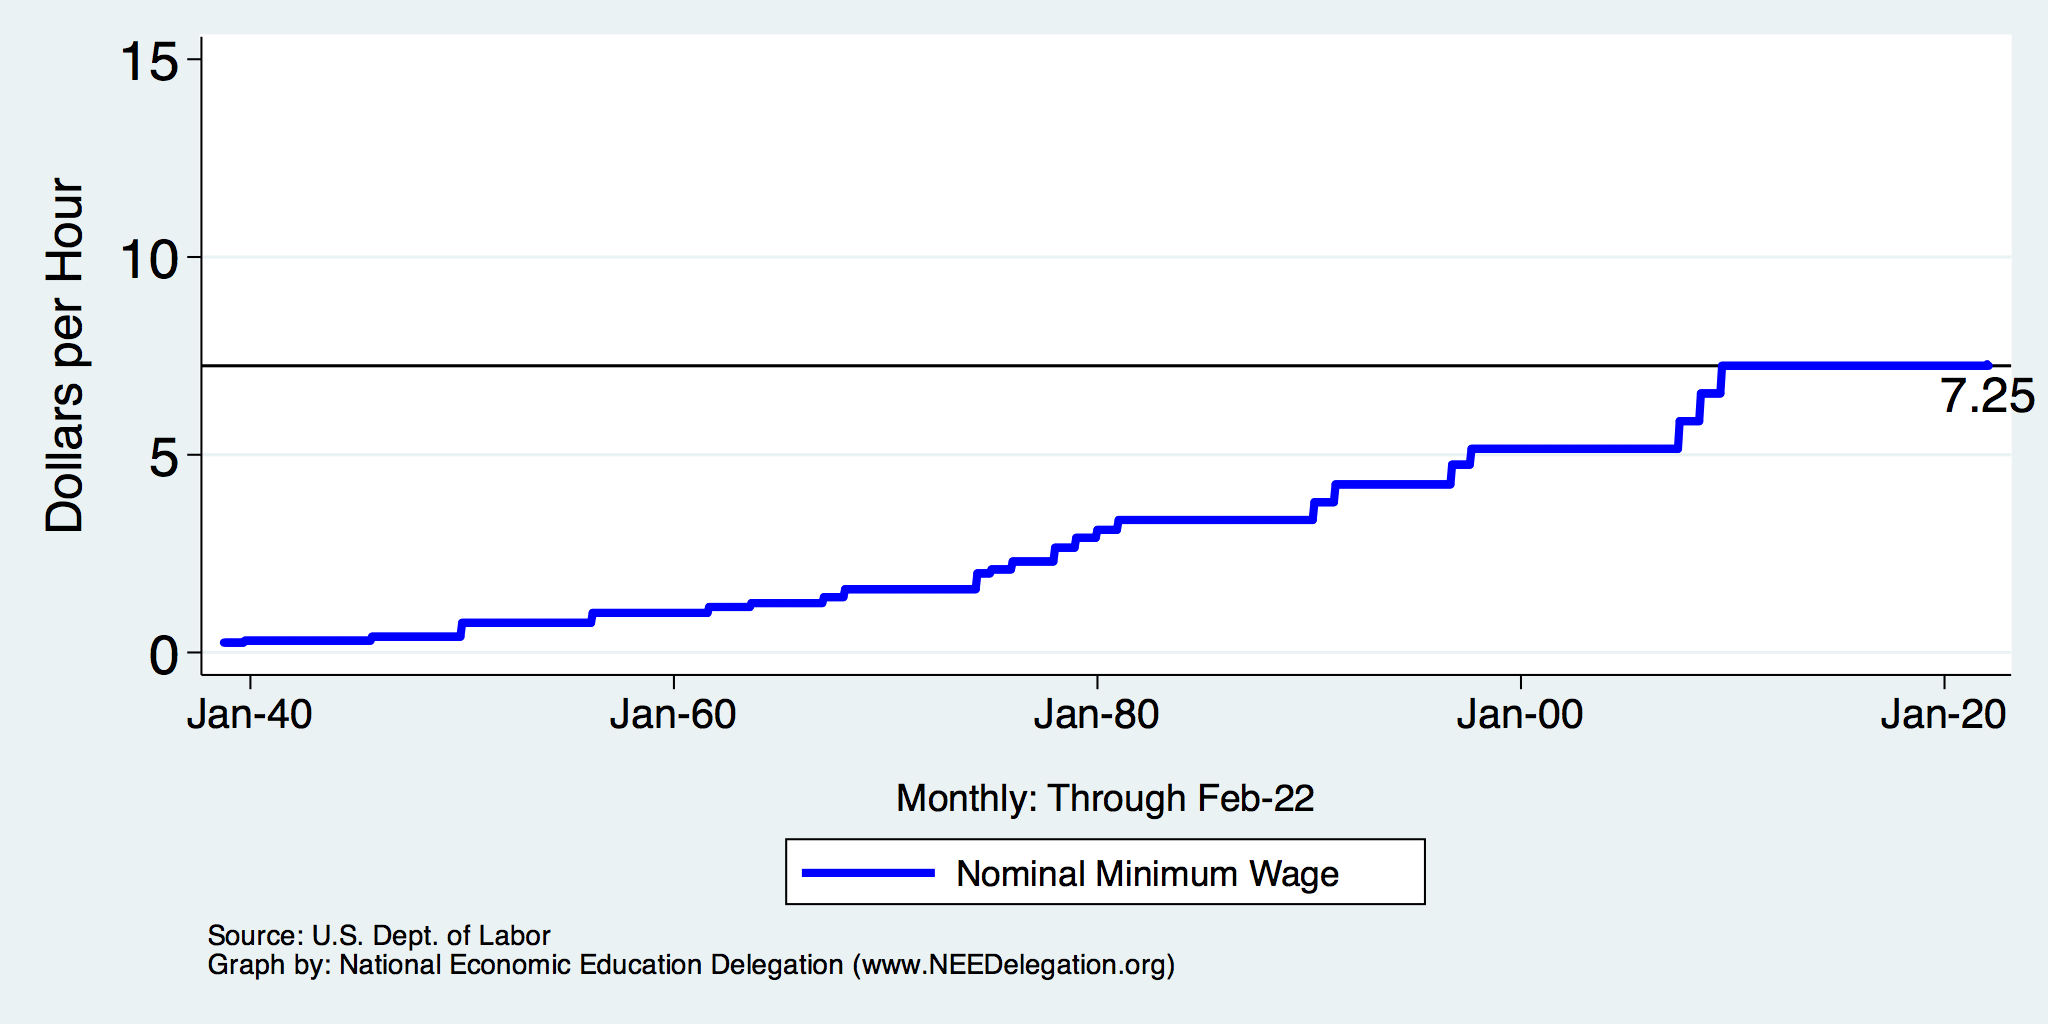 15
10
5
0
Dollars per Hour
7.25
Jan-40
Jan-60
Jan-80
Jan-00
Jan-20
Monthly: Through Feb-22
Nominal Minimum Wage
Source: U.S. Dept. of Labor
Graph by: National Economic Education Delegation (www.NEEDelegation.org)